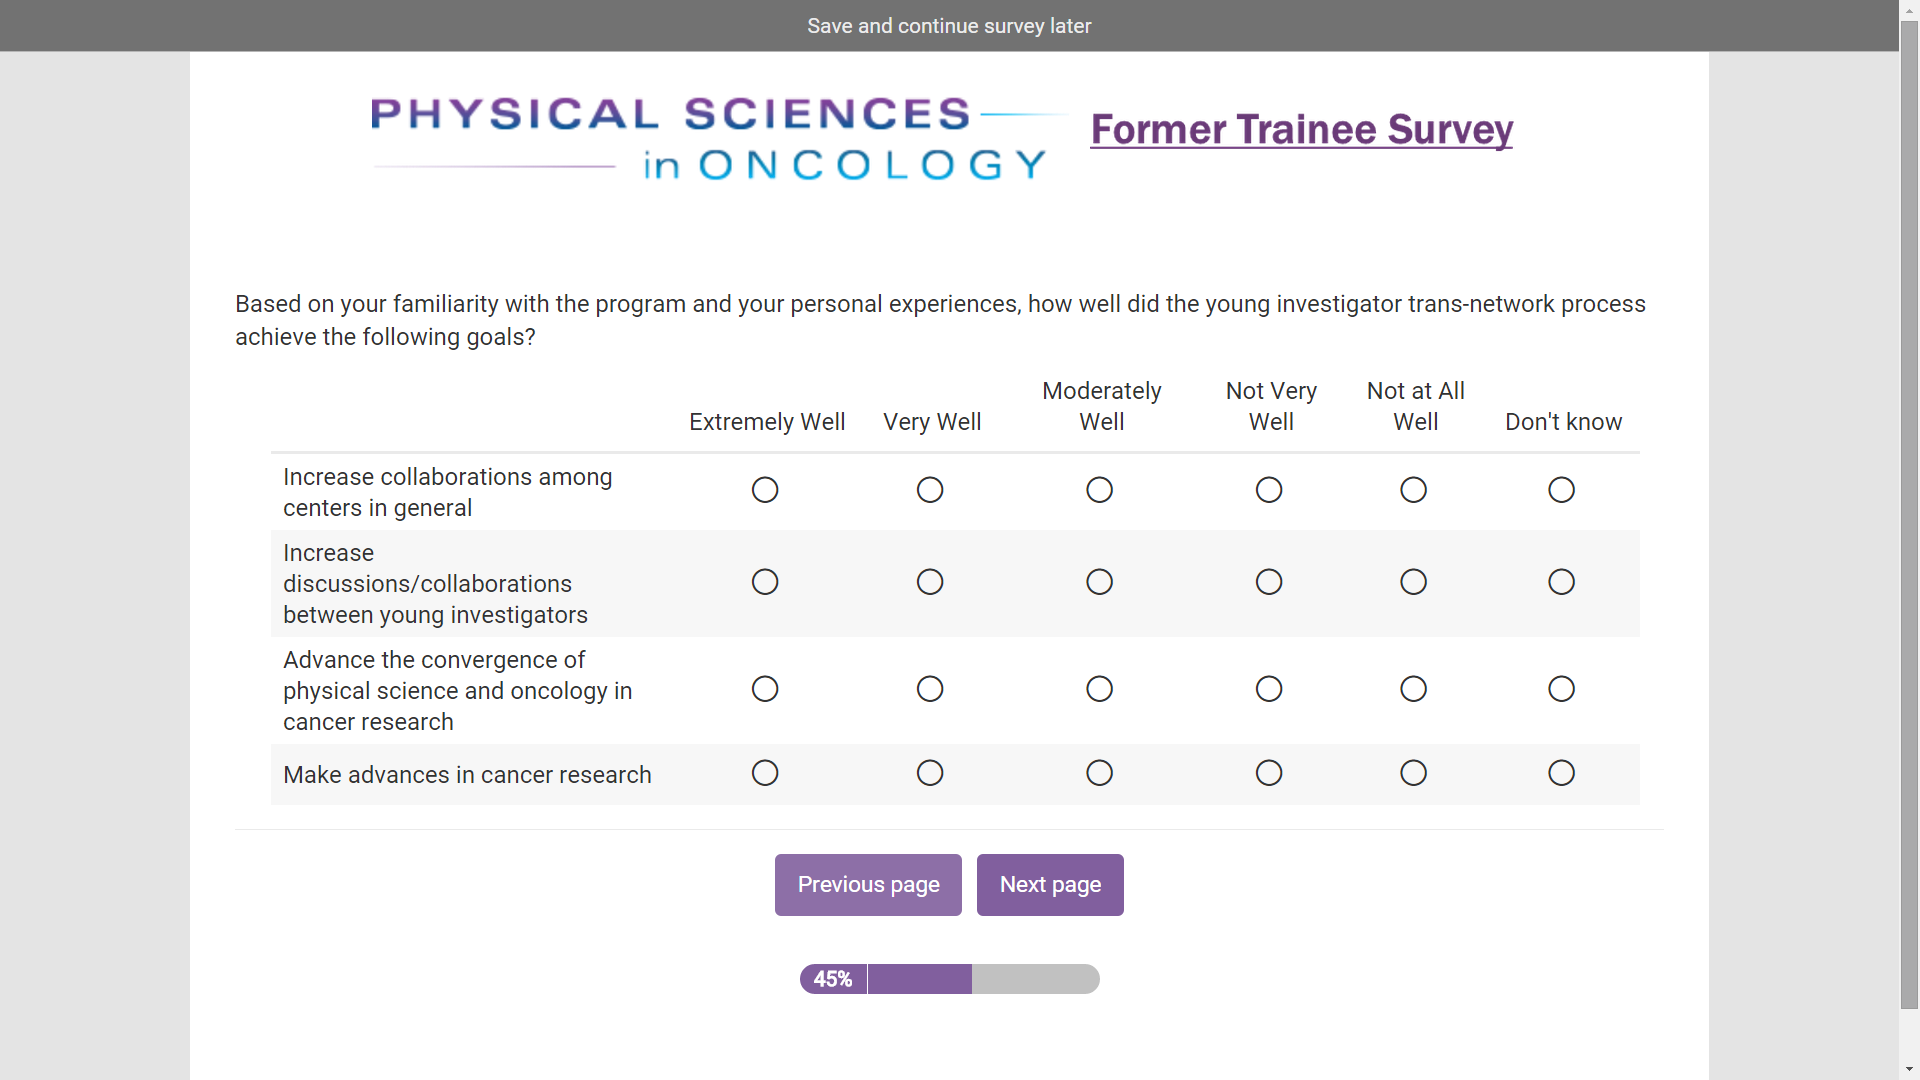 Save and continue survey later
PHYSICAL SCIENCES
in ONCOLOGY
Former Trainee Survey
Based on your familiarity with the program and your personal experiences, how well did the young investigator trans-network process
achieve the following goals?
Extremely Well
Very Well
Moderately
Well
Not Very
Well
Not at All
Well
Don't know
Increase collaborations among
centers in general
Increase
discussions/collaborations
between young investigators
Advance the convergence of
physical science and oncology in
cancer research
Make advances in cancer research
Previous page
Next page
45%